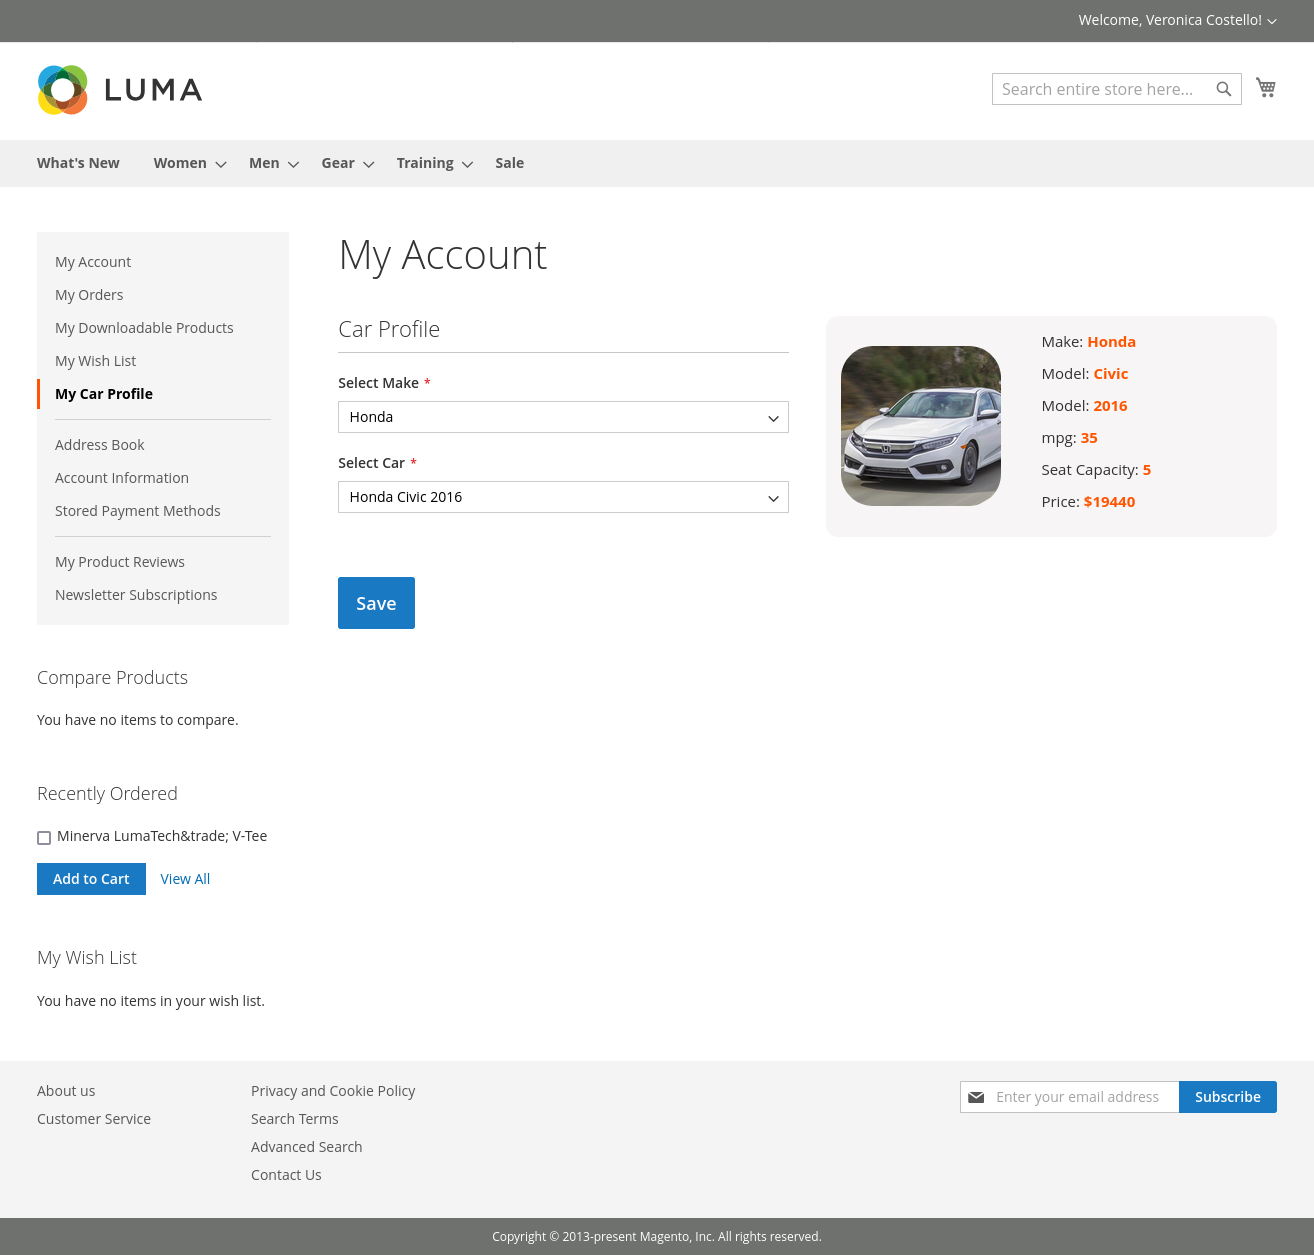 Welcome, Veronica Costello!
LUMA
Search entire store here...
What's New Women Men Gear Training Sale
My Account
My Orders
My Downloadable Products
My Wish List
My Car Profile
Address Book
Account Information
Stored Payment Methods
My Product Reviews
Newsletter Subscriptions
My Account
Car Profile
Select Make *
Honda
Select Car *
Honda Civic 2016
Save
Make: Honda
Model: Civic
Model: 2016
mpg: 35
Seat Capacity: 5
Price: $19440
Compare Products
You have no items to compare.
Recently Ordered
Minerva LumaTech&trade; V-Tee
Add to Cart View All
My Wish List
You have no items in your wish list.
About us
Customer Service
Privacy and Cookie Policy
Search Terms
Advanced Search
Contact Us
Enter your email address Subscribe
Copyright © 2013-present Magento, Inc. All rights reserved.